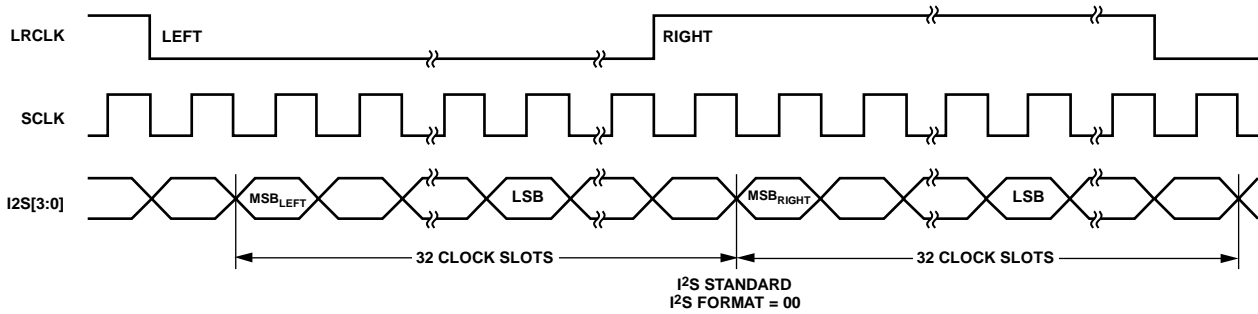 LRCLK
LEFT
RIGHT
SCLK
I2S[3:0]
MSBLEFT
LSB
MSBRIGHT
LSB
32 CLOCK SLOTS
32 CLOCK SLOTS
I2S STANDARD
I2S FORMAT = 00